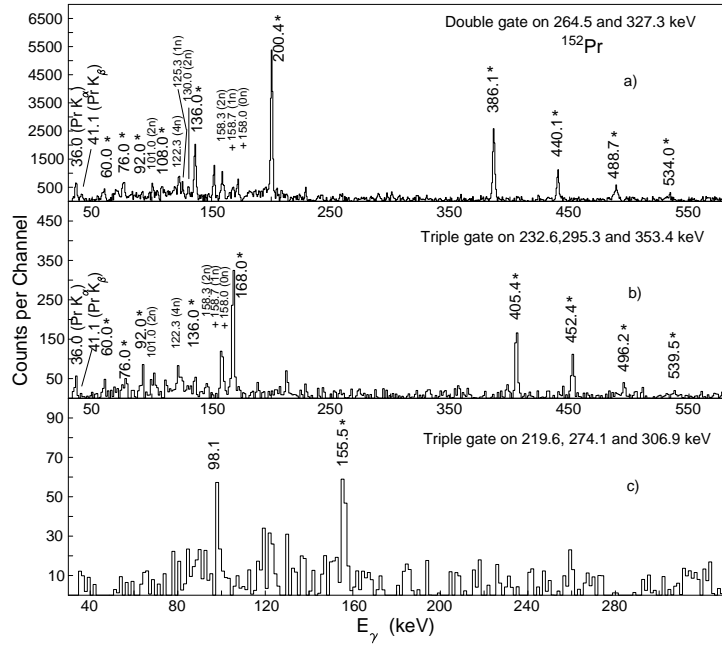 Counts per Channel
6500
5500
4500
3500
2500
1500
500
Double gate on 264.5 and 327.3 keV
152Pr
a)
36.0 (Pr Kα)
41.1 (Pr Kβ)
60.0*
76.0*
92.0*
101.0 (2n)
108.0*
122.3 (4n)
125.3 (1n)
130.0 (2n)
136.0*
158.3 (2n)
+ 158.7 (1n)
+ 158.0 (0n)
200.4*
386.1*
440.1*
488.7*
534.0*
50 150 250 350 450 550
450
350
250
150
50
Triple gate on 232.6,295.3 and 353.4 keV
b)
36.0 (Pr Kα)
41.1 (Pr Kβ)
60.0*
76.0*
92.0*
101.0 (2n)
122.3 (4n)
136.0*
158.3 (2n)
+ 158.7 (1n)
+ 158.0 (0n)
168.0*
405.4*
452.4*
496.2*
539.5*
50 150 250 350 450 550
90
70
50
30
10
Triple gate on 219.6, 274.1 and 306.9 keV
c)
98.1
155.5*
40 80 120 160 200 240 280
Eγ (keV)